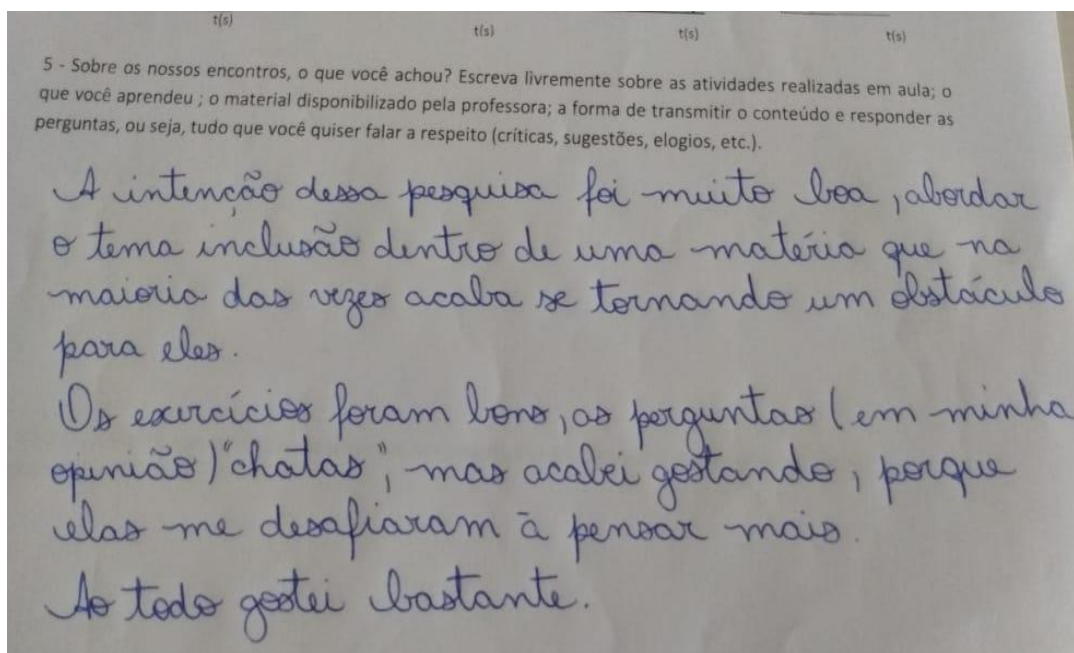 t(s)
t(s)
t(s)
t(s)
5 - Sobre os nossos encontros, o que você achou? Escreva livremente sobre as atividades realizadas em aula; o
que você aprendeu ; o material disponibilizado pela professora; a forma de transmitir o conteúdo e responder as
perguntas, ou seja, tudo que você quiser falar a respeito (críticas, sugestões, elogios, etc.).
A intenção dessa pesquisa foi muito boa, abordar
o tema inclusão dentro de uma matéria que na
maioria das vezes acaba se tornando um obstáculo
para eles.
Os exercícios foram bons, as perguntas (em minha
opinião) "chatas", mas acabei gostando, porque
elas me desafiaram à pensar mais.
Ao todo gostei bastante.